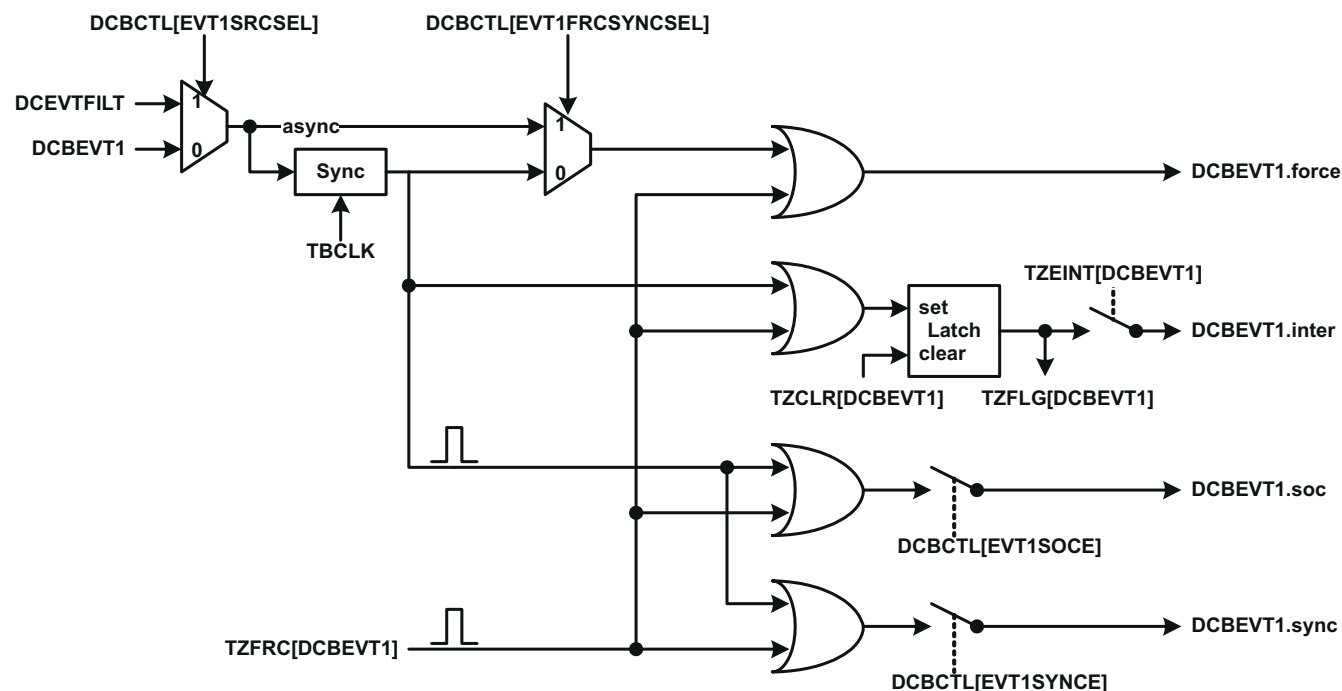 DCBCTL[EVT1SRCSEL]
DCBCTL[EVT1FRCSYNCSEL]
DCEVTFILT
1
DCBEVT1
0
async
1
0
Sync
TBCLK
DCBEVT1.force
TZEINT[DCBEVT1]
set
Latch
clear
DCBEVT1.inter
TZCLR[DCBEVT1]
TZFLG[DCBEVT1]
DCBEVT1.soc
DCBCTL[EVT1SOCE]
DCBEVT1.sync
TZFRC[DCBEVT1]
DCBCTL[EVT1SYNCE]